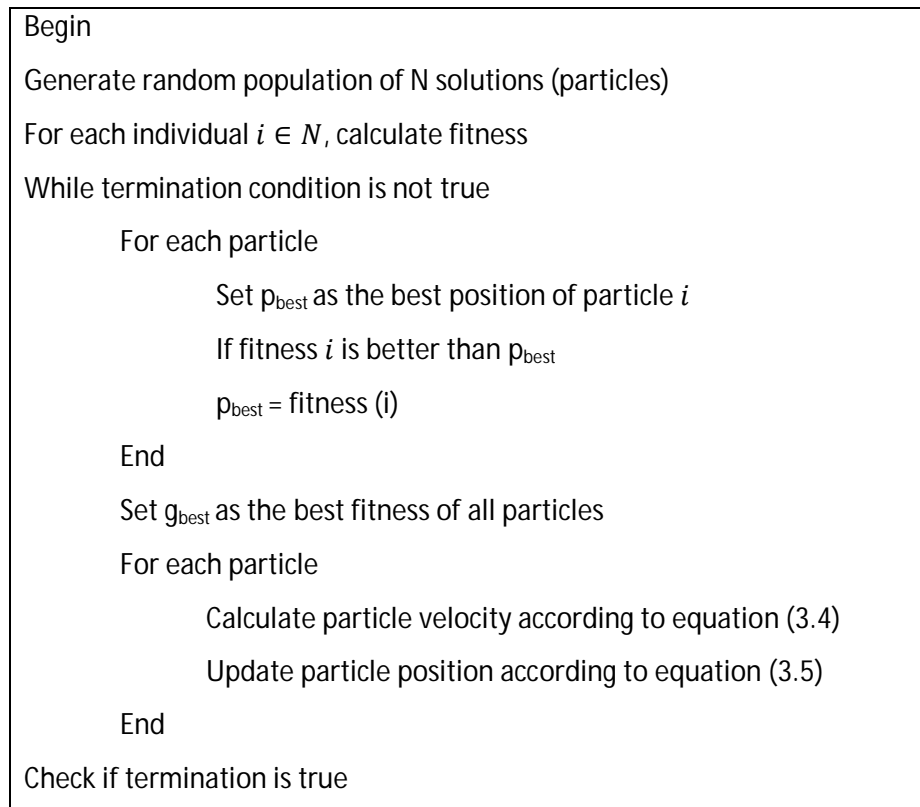 Begin
Generate random population of N solutions (particles)
For each individual 𝑖 ∈ 𝑁, calculate fitness
While termination condition is not true
For each particle
Set pbest as the best position of particle 𝑖
If fitness 𝑖 is better than pbest
pbest = fitness (i)
End
Set gbest as the best fitness of all particles
For each particle
Calculate particle velocity according to equation (3.4)
Update particle position according to equation (3.5)
End
Check if termination is true